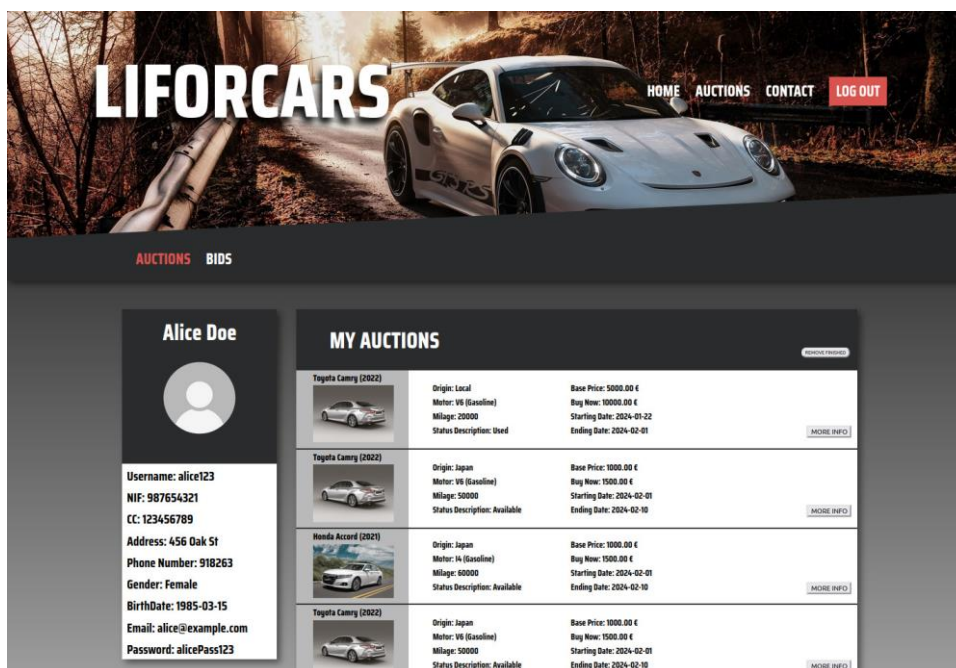 LIFORCARS
HOME AUCTIONS CONTACT LOG OUT
AUCTIONS BIDS
Alice Doe
Username: alice123
NIF: 987654321
CC: 123456789
Address: 456 Oak St
Phone Number: 918263
Gender: Female
BirthDate: 1985-03-15
Email: alice@example.com
Password: alicePass123
MY AUCTIONS
REMOVE FINISHED
Toyota Camry (2022)
Origin: Local
Motor: V6 (Gasoline)
Milage: 20000
Status Description: Used
Base Price: 5000.00 €
Buy Now: 10000.00 €
Starting Date: 2024-01-22
Ending Date: 2024-02-01
MORE INFO
Toyota Camry (2022)
Origin: Japan
Motor: V6 (Gasoline)
Milage: 50000
Status Description: Available
Base Price: 1000.00 €
Buy Now: 1500.00 €
Starting Date: 2024-02-01
Ending Date: 2024-02-10
MORE INFO
Honda Accord (2021)
Origin: Japan
Motor: I4 (Gasoline)
Milage: 60000
Status Description: Available
Base Price: 1000.00 €
Buy Now: 1500.00 €
Starting Date: 2024-02-01
Ending Date: 2024-02-10
MORE INFO
Toyota Camry (2022)
Origin: Japan
Motor: V6 (Gasoline)
Milage: 50000
Status Description: Available
Base Price: 1000.00 €
Buy Now: 1500.00 €
Starting Date: 2024-02-01
Ending Date: 2024-02-10
MORE INFO